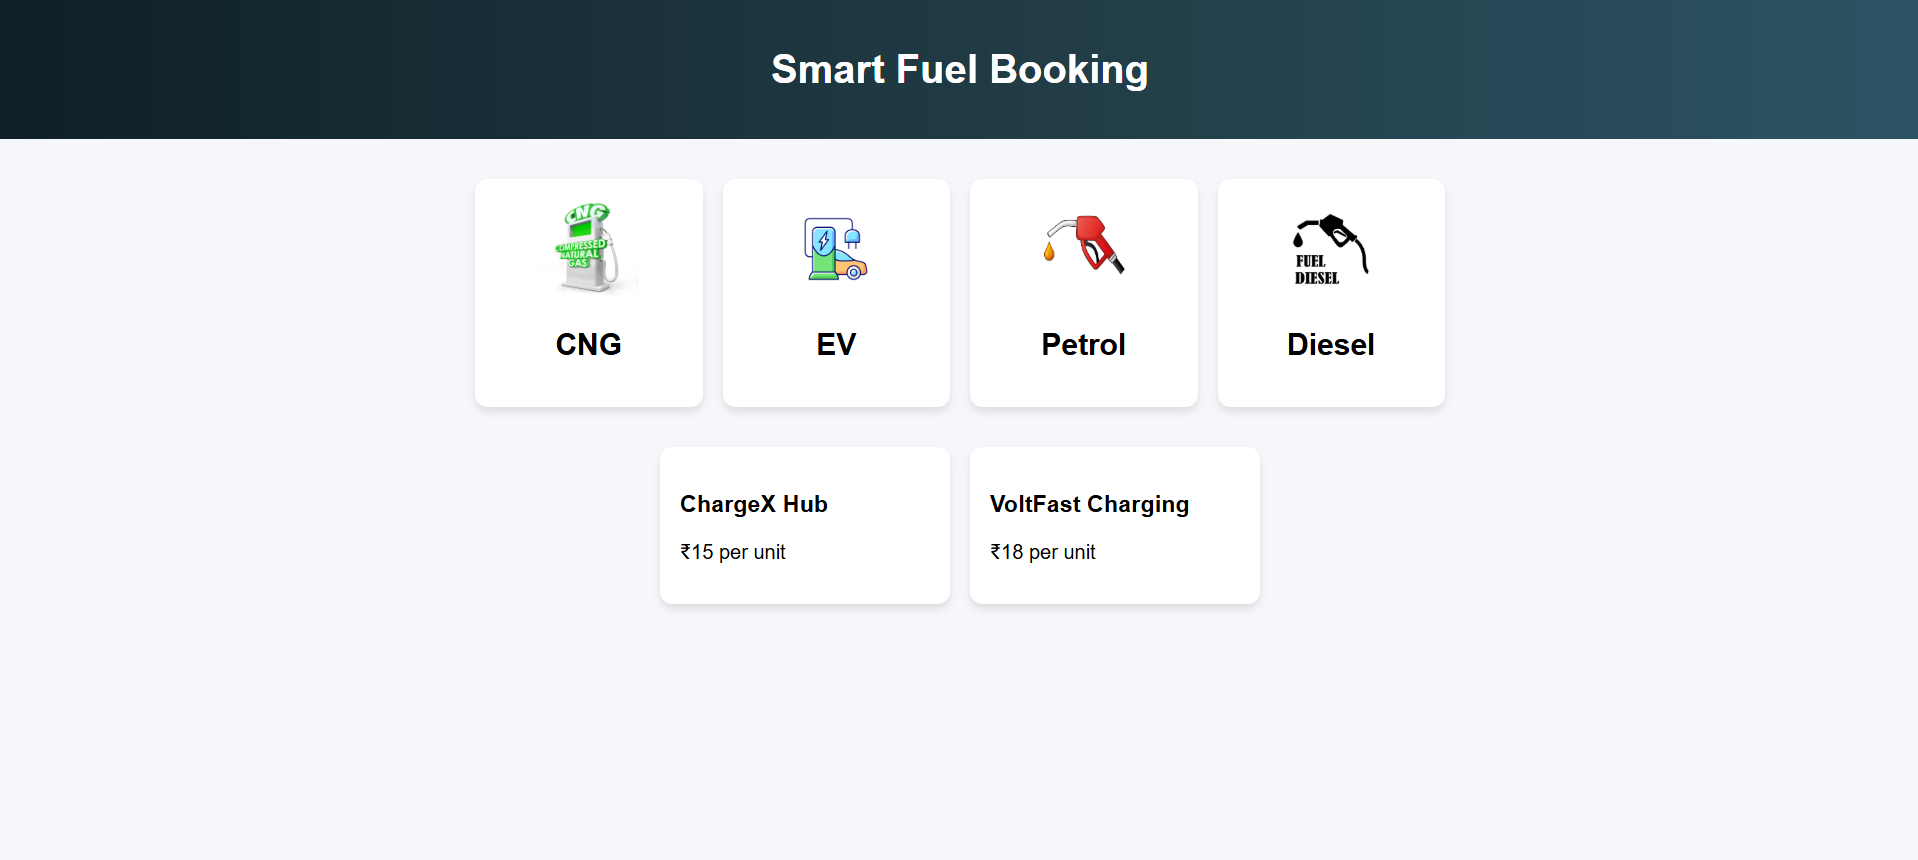 Smart Fuel Booking
CNG
COMPRESSED
NATURAL
GAS
FUEL
DIESEL
CNG
EV
Petrol
Diesel
ChargeX Hub
VoltFast Charging
₹15 per unit
₹18 per unit